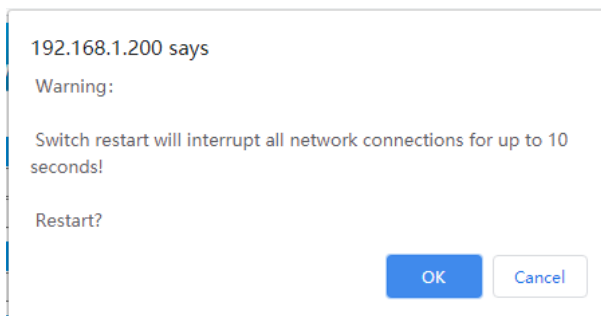 192.168.1.200 says
Warning:
Switch restart will interrupt all network connections for up to 10
seconds!
Restart?
OK
Cancel